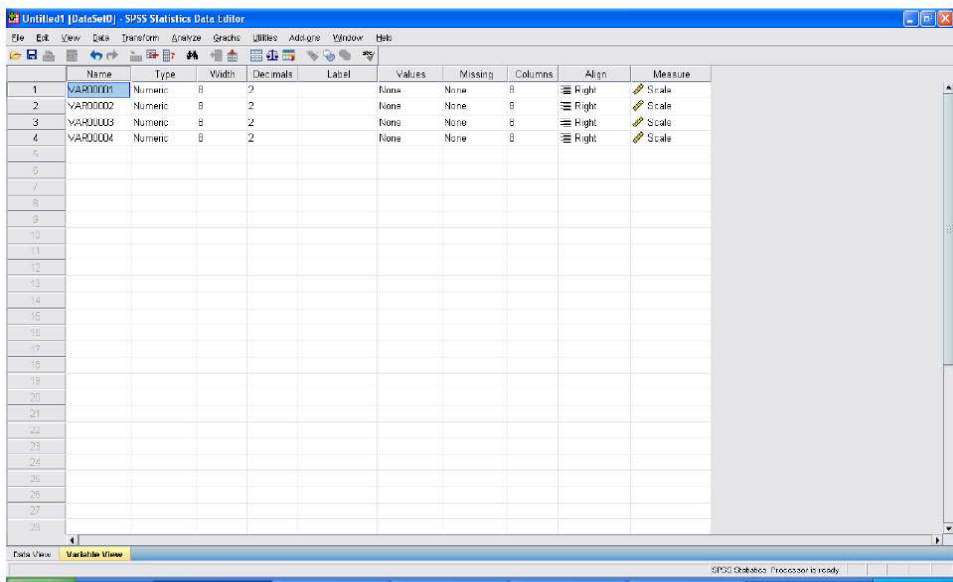 Untitled1 [DataSet0] - SPSS Statistics Data Editor
File Edit View Data Transform Analyze Graphs Utilities Add-ons Window Help
Name Type Width Decimals Label Values Missing Columns Align Measure
1 VAR00001 Numeric 8 2 None None 8 Right Scale
2 VAR00002 Numeric 8 2 None None 8 Right Scale
3 VAR00003 Numeric 8 2 None None 8 Right Scale
4 VAR00004 Numeric 8 2 None None 8 Right Scale
5
6
7
8
9
10
11
12
13
14
15
16
17
18
19
20
21
22
23
24
25
26
27
28
Data View Variable View
SPSS Statistics Processor is ready